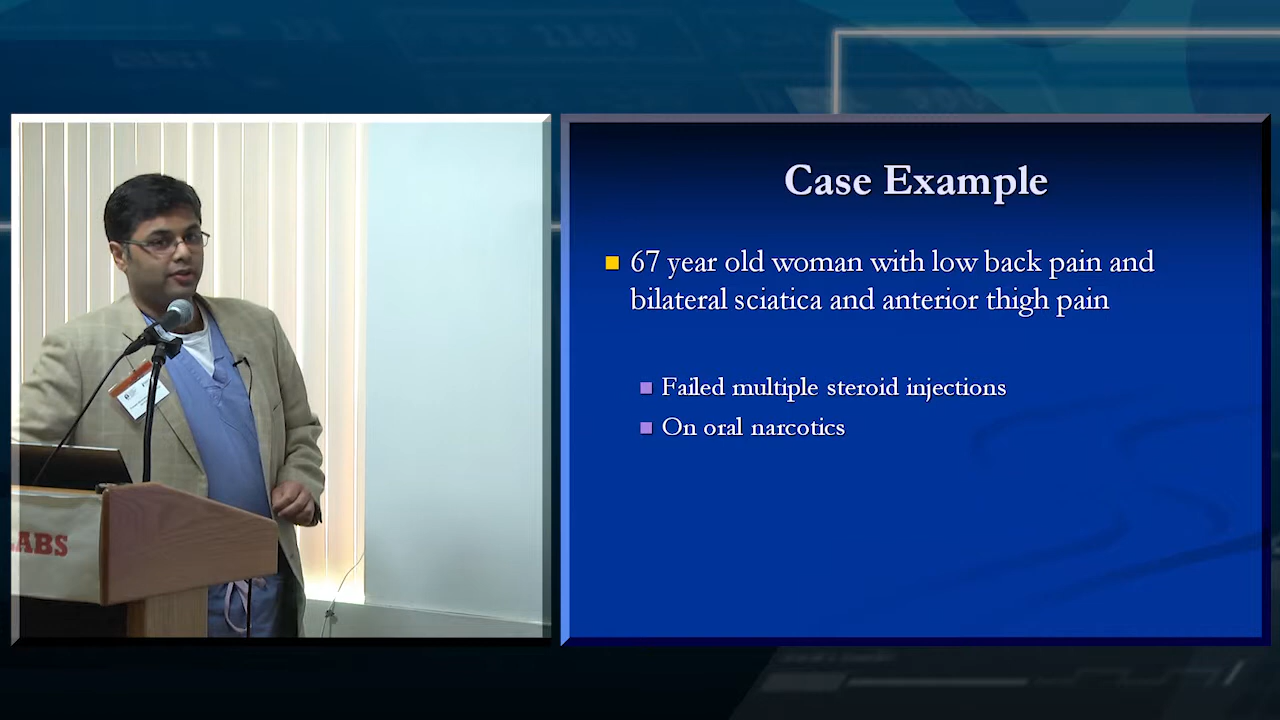 Case Example
67 year old woman with low back pain and
bilateral sciatica and anterior thigh pain
Failed multiple steroid injections
On oral narcotics
ABS